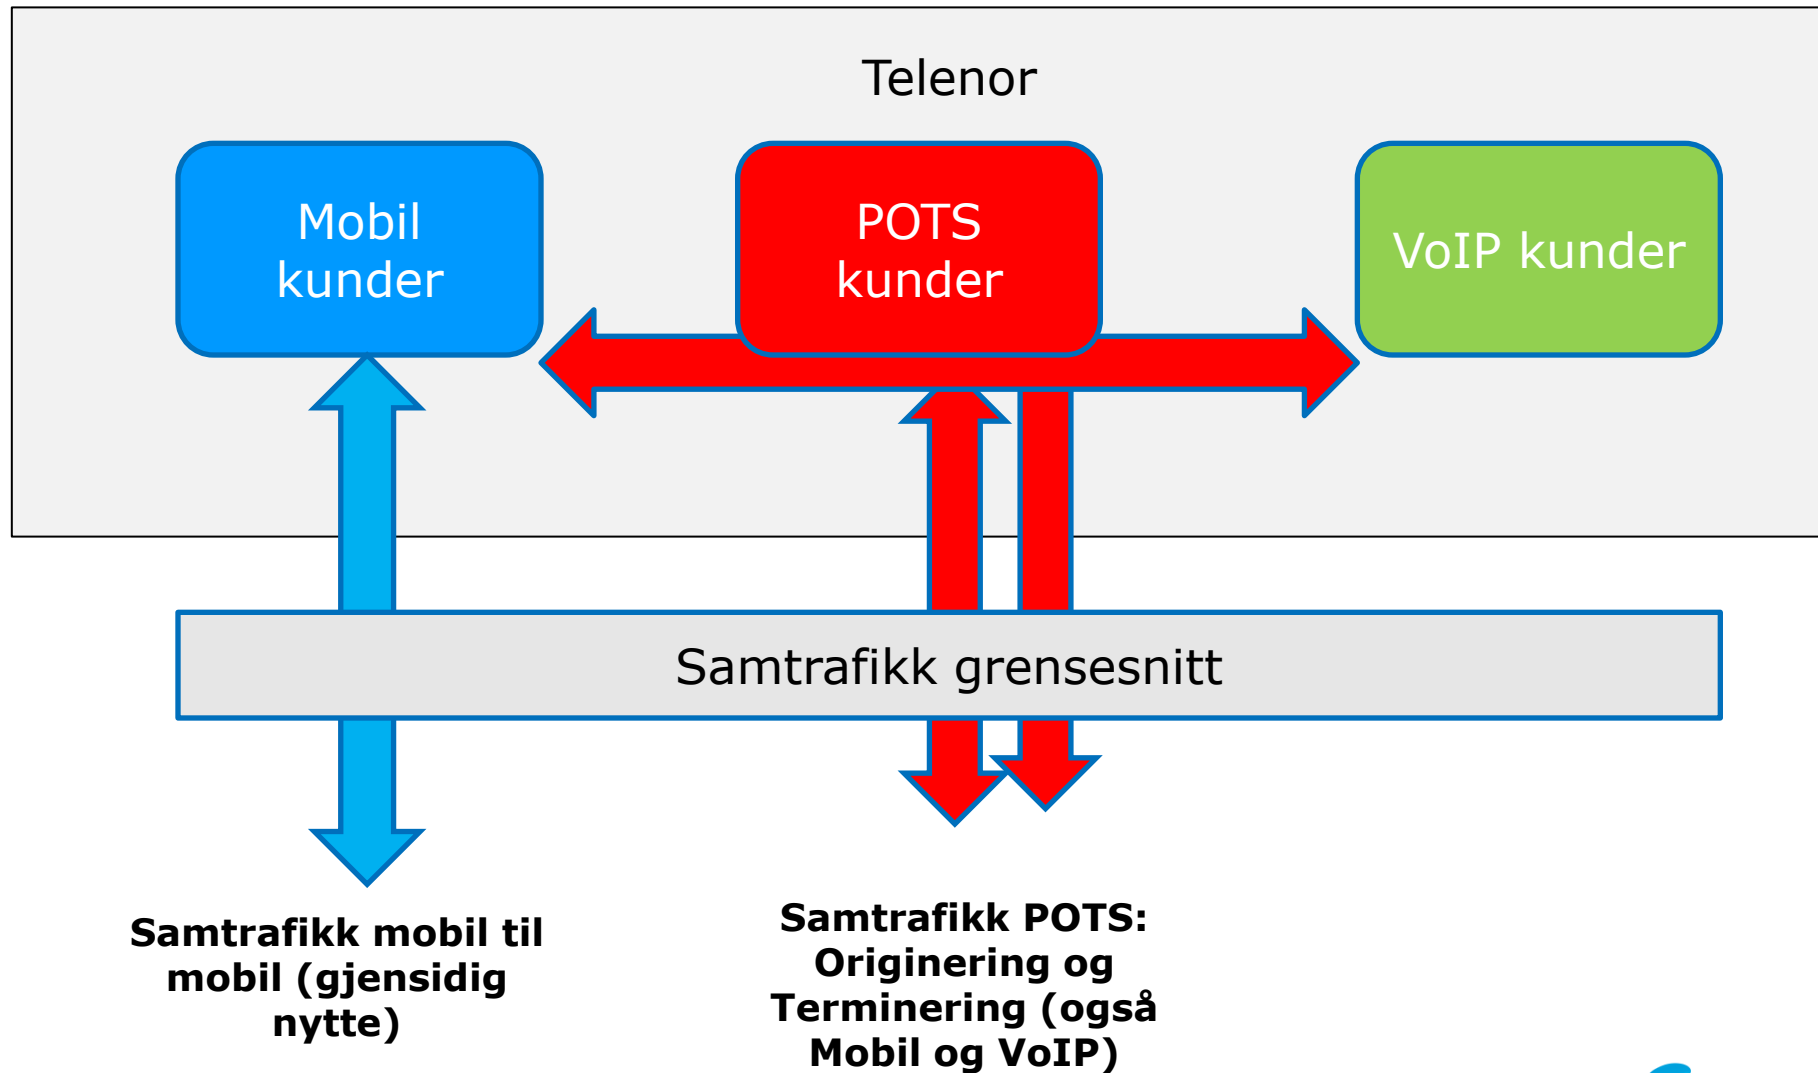 Telenor
Mobil
kunder
POTS
kunder
VoIP kunder
Samtrafikk grensesnitt
Samtrafikk mobil til
mobil (gjensidig
nytte)
Samtrafikk POTS:
Originering og
Terminering (også
Mobil og VoIP)